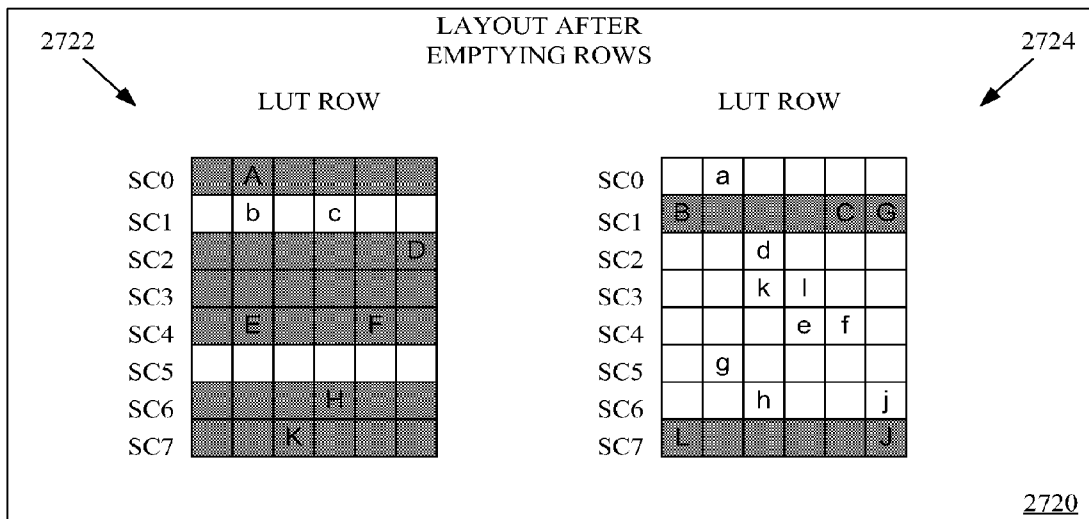 2722
LAYOUT AFTER
EMPTYING ROWS
2724
LUT ROW
SC0 A
SC1 b c
SC2 D
SC3
SC4 E F
SC5
SC6 H
SC7 K
LUT ROW
SC0 a
SC1 B C G
SC2 d
SC3 k l
SC4 e f
SC5 g
SC6 h j
SC7 L J
2720